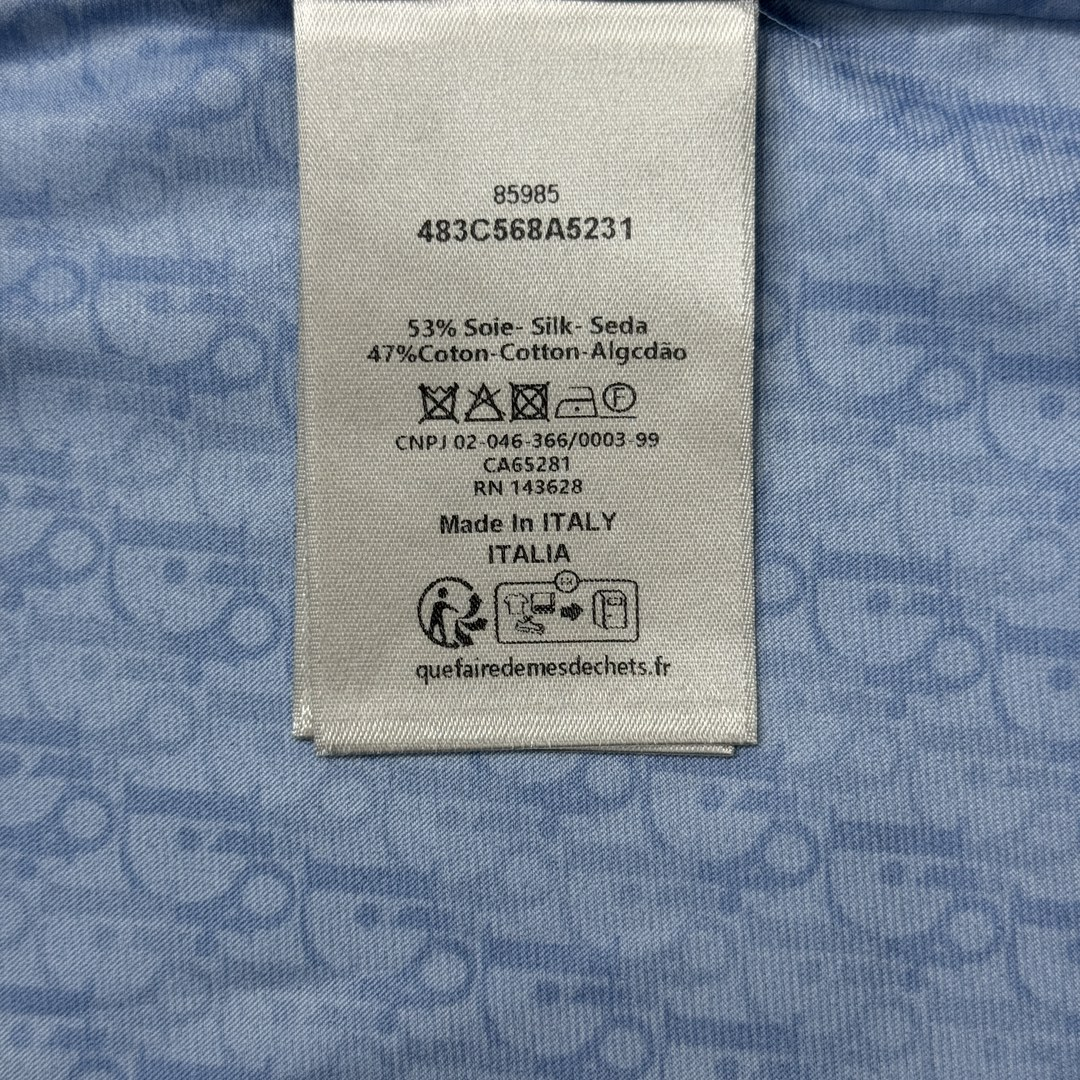 85985
483C568A5231
53% Soie- Silk- Seda
47%Coton-Cotton-Algcdão
F
CNPJ 02-046-366/0003-99
CA65281
RN 143628
Made In ITALY
ITALIA
quefairedemesdechets.fr